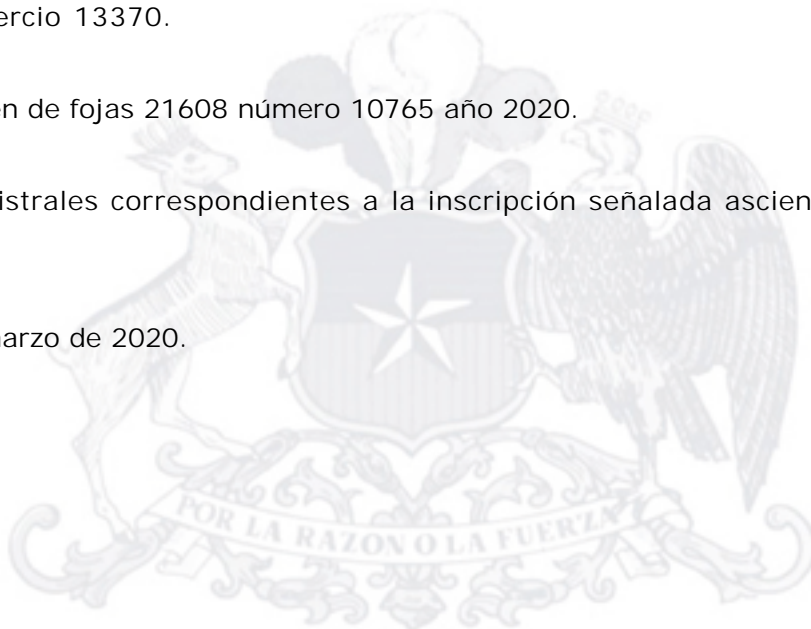 ercio 13370.
en de fojas 21608 número 10765 año 2020.
istrales correspondientes a la inscripción señalada ascien
arzo de 2020.
POR LA RAZON O LA FUERZA